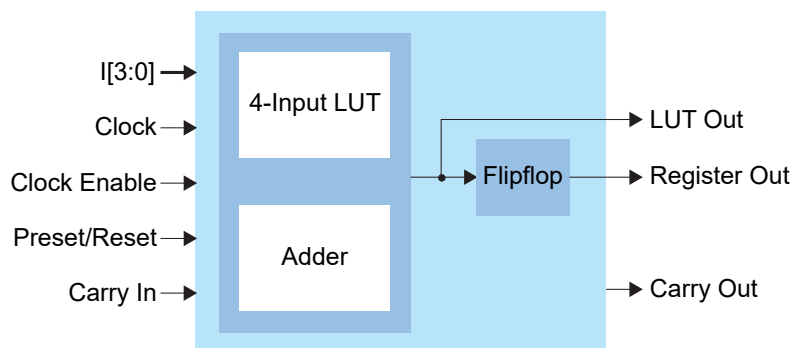 I[3:0]
Clock
Clock Enable
Preset/Reset
Carry In
4-Input LUT
Adder
Flipflop
LUT Out
Register Out
Carry Out